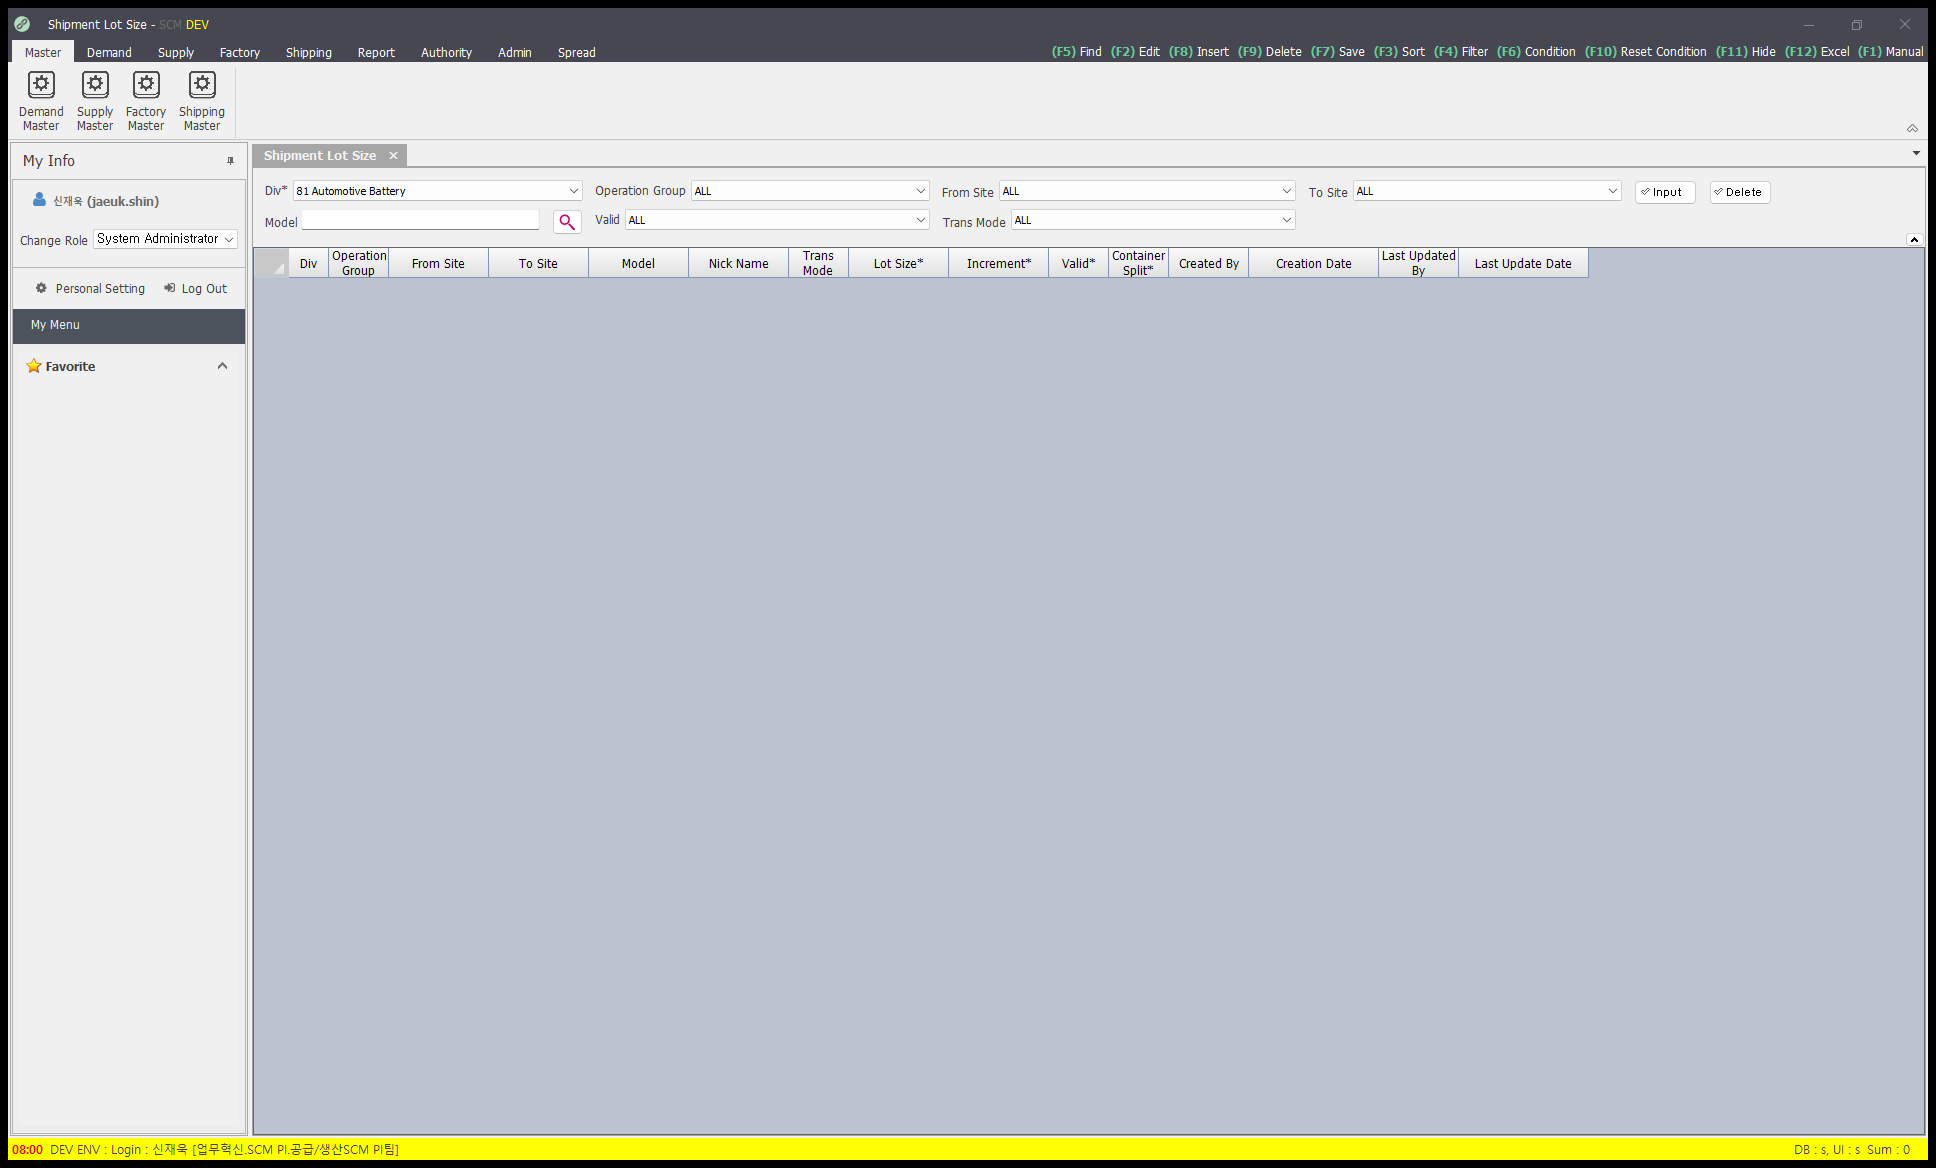 Shipment Lot Size - SCM DEV
Master Demand Supply Factory Shipping Report Authority Admin Spread (F5) Find (F2) Edit (F8) Insert (F9) Delete (F7) Save (F3) Sort (F4) Filter (F6) Condition (F10) Reset Condition (F11) Hide (F12) Excel (F1) Manual
Demand Master
Supply Master
Factory Master
Shipping Master
My Info
신재욱 (jaeuk.shin)
Change Role System Administrator
Personal Setting Log Out
My Menu
Favorite
Shipment Lot Size
Div* 81 Automotive Battery Operation Group ALL From Site ALL To Site ALL Input Delete
Model Valid ALL Trans Mode ALL
Div
Operation Group
From Site
To Site
Model
Nick Name
Trans Mode
Lot Size*
Increment*
Valid*
Container Split*
Created By
Creation Date
Last Updated By
Last Update Date
08:00 DEV ENV : Login : 신재욱 [업무혁신.SCM PI.공급/생산SCM PI팀] DB : s, UI : s Sum : 0